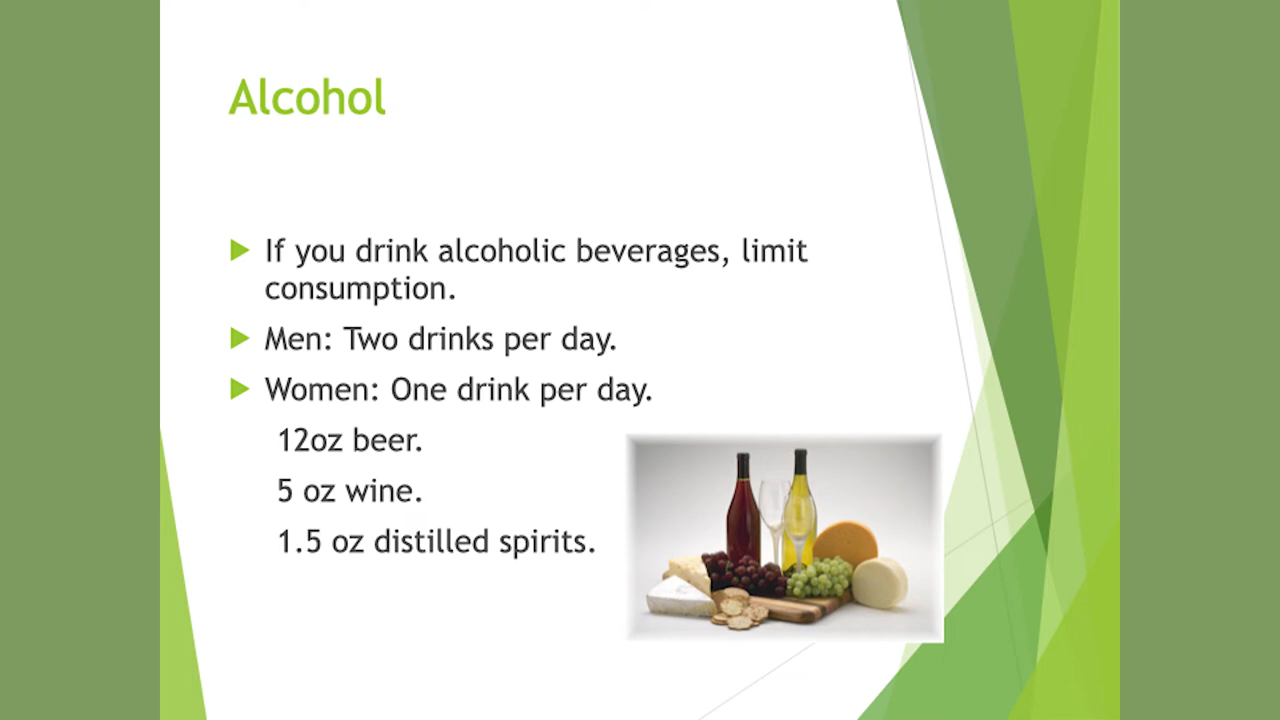 Alcohol
If you drink alcoholic beverages, limit
consumption.
Men: Two drinks per day.
Women: One drink per day.
12oz beer.
5 oz wine.
1.5 oz distilled spirits.